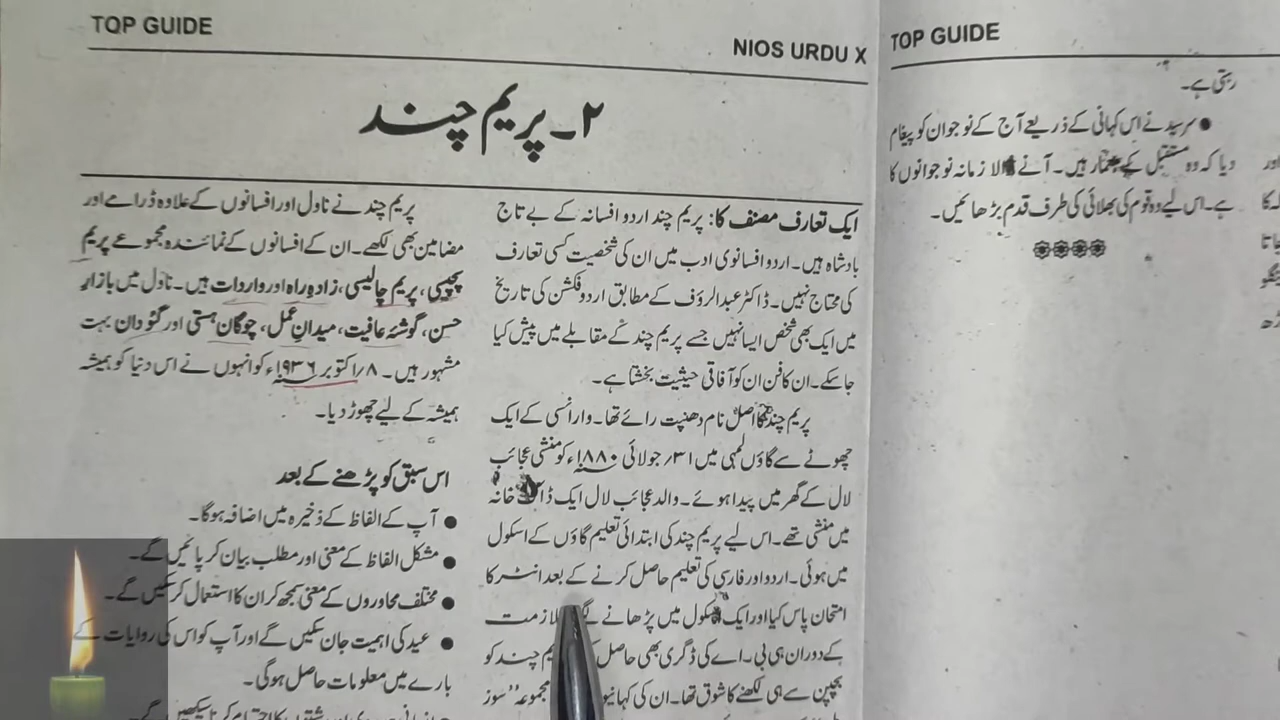 TOP GUIDE
NIOS URDU X
۲۔ پریم چند
ایک تعارف مصنف کا: پریم چند اردو افسانہ کے بے تاج
بادشاہ ہیں۔ اردو افسانوی ادب میں ان کی شخصیت کسی تعارف
کی محتاج نہیں۔ ڈاکٹر عبدالرؤف کے مطابق اردو فکشن کی تاریخ
میں ایک بھی شخص ایسا نہیں جسے پریم چند کے مقابلے میں پیش کیا
جا سکے۔ ان کا فن ان کو آفاقی حیثیت بخشتا ہے۔
پریم چند کا اصل نام دھنپت رائے تھا۔ وارانسی کے ایک
چھوٹے سے گاؤں لمہی میں ۳۱؍ جولائی ۱۸۸۰ء کو منشی عجائب
لال کے گھر میں پیدا ہوئے۔ والد عجائب لال ایک ڈاک خانہ
میں منشی تھے۔ اس لیے پریم چند کی ابتدائی تعلیم گاؤں کے اسکول
میں ہوئی۔ اردو اور فارسی کی تعلیم حاصل کرنے کے بعد انٹر کا
امتحان پاس کیا اور ایک اسکول میں پڑھانے لگے۔ ملازمت
کے دوران ہی بی۔ اے کی ڈگری بھی حاصل چند کو
بچپن سے ہی لکھنے کا شوق تھا۔ ان کی مجموعہ ’’سوز
پریم چند نے ناول اور افسانوں کے علاوہ ڈرامے اور
مضامین بھی لکھے۔ ان کے افسانوں کے نمائندہ مجموعے پریم
پچیسی، پریم چالیسی، زادِ راہ اور واردات ہیں۔ ناول میں بازارِ
حسن، گوشۂ عافیت، میدانِ عمل، چوگانِ ہستی اور گئودان بہت
مشہور ہیں۔ ۸؍ اکتوبر ۱۹۳۶ء کو انہوں نے اس دنیا کو ہمیشہ
ہمیشہ کے لیے چھوڑ دیا۔
اس سبق کو پڑھنے کے بعد
● آپ کے الفاظ کے ذخیرہ میں اضافہ ہوگا۔
● مشکل الفاظ کے معنی اور مطلب بیان کر پائیں گے۔
● مختلف محاوروں کے معنی سمجھ کر ان کا استعمال کر سکیں گے۔
● عید کی اہمیت جان سکیں گے اور آپ کو اس کی روایات کے
بارے میں معلومات حاصل ہوگی۔
TOP GUIDE
رہتی ہے۔
● سرسید نے اس کہانی کے ذریعے آج کے نوجوان کو پیغام
دیا کہ وہ مستقبل کے معمار ہیں۔ آنے والا زمانہ نوجوانوں کا
ہے۔ اس لیے وہ قوم کی بھلائی کی طرف قدم بڑھائیں۔